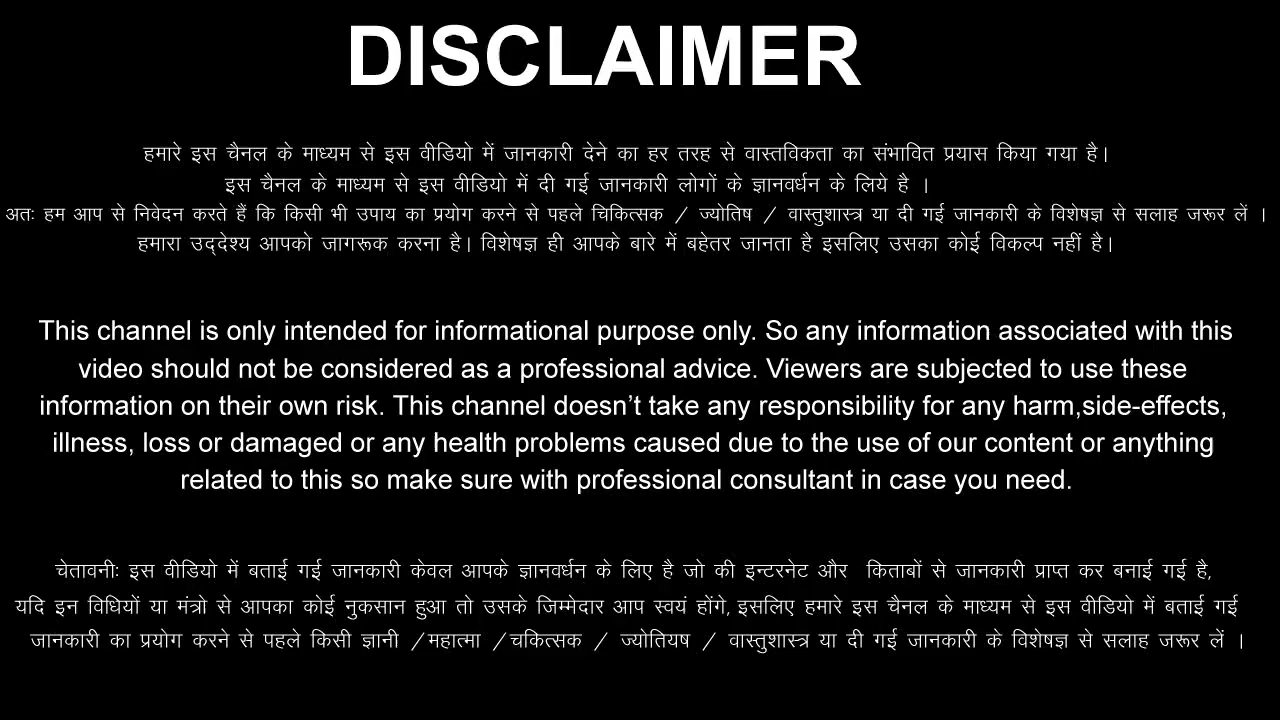 DISCLAIMER
हमारे इस चैनल के माध्यम से इस वीडियो में जानकारी देने का हर तरह से वास्तविकता का संभावित प्रयास किया गया है।
इस चैनल के माध्यम से इस वीडियो में दी गई जानकारी लोगों के ज्ञानवर्धन के लिये है ।
अतः हम आप से निवेदन करते हैं कि किसी भी उपाय का प्रयोग करने से पहले चिकित्सक / ज्योतिष / वास्तुशास्त्र या दी गई जानकारी के विशेषज्ञ से सलाह जरूर लें ।
हमारा उद्देश्य आपको जागरूक करना है। विशेषज्ञ ही आपके बारे में बहेतर जानता है इसलिए उसका कोई विकल्प नहीं है।
This channel is only intended for informational purpose only. So any information associated with this
video should not be considered as a professional advice. Viewers are subjected to use these
information on their own risk. This channel doesn’t take any responsibility for any harm,side-effects,
illness, loss or damaged or any health problems caused due to the use of our content or anything
related to this so make sure with professional consultant in case you need.
चेतावनीः इस वीडियो में बताई गई जानकारी केवल आपके ज्ञानवर्धन के लिए है जो की इन्टरनेट और किताबों से जानकारी प्राप्त कर बनाई गई है,
यदि इन विधियों या मंत्रो से आपका कोई नुकसान हुआ तो उसके जिम्मेदार आप स्वयं होंगे, इसलिए हमारे इस चैनल के माध्यम से इस वीडियो में बताई गई
जानकारी का प्रयोग करने से पहले किसी ज्ञानी /महात्मा /चकित्सक / ज्योतियष / वास्तुशास्त्र या दी गई जानकारी के विशेषज्ञ से सलाह जरूर लें ।